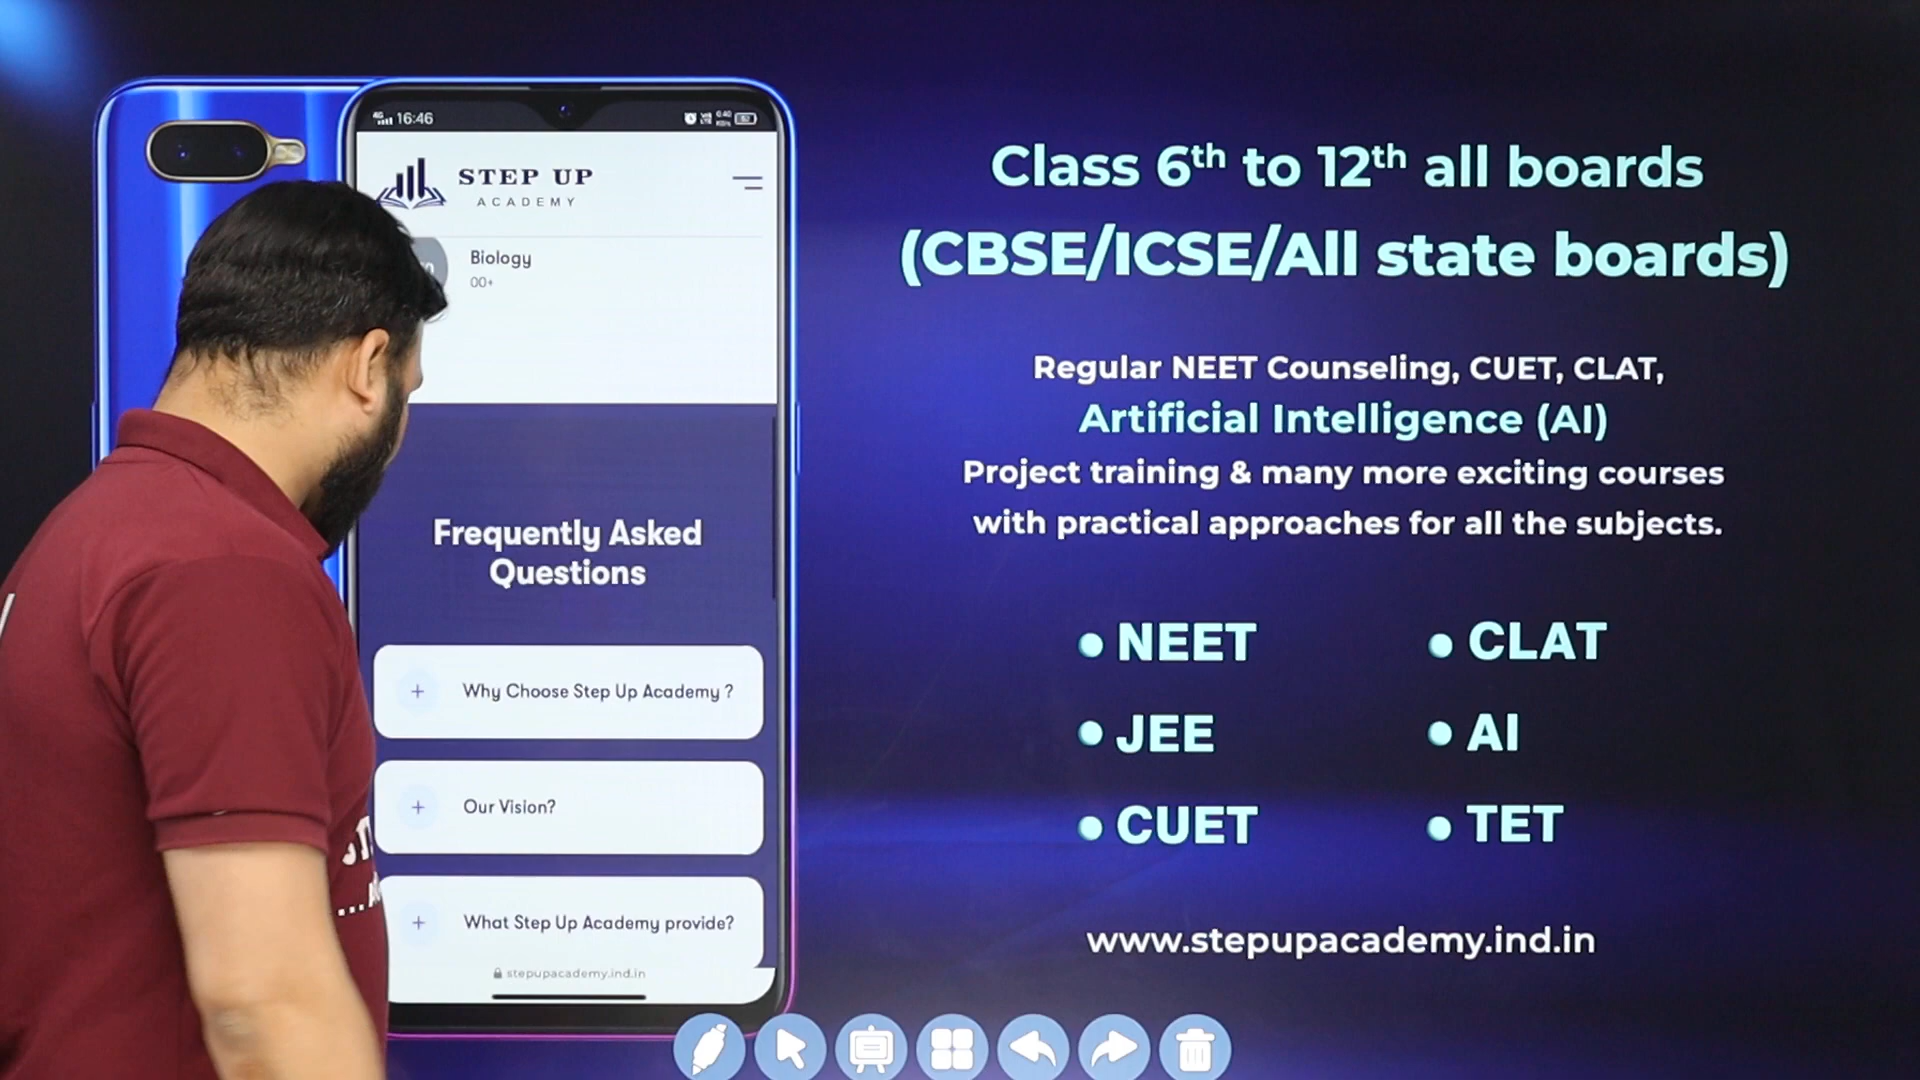 16:46
STEP UP
ACADEMY
Biology
00+
Frequently Asked
Questions
Why Choose Step Up Academy ?
Our Vision?
What Step Up Academy provide?
stepupacademy.ind.in
Class 6th to 12th all boards
(CBSE/ICSE/All state boards)
Regular NEET Counseling, CUET, CLAT,
Artificial Intelligence (AI)
Project training & many more exciting courses
with practical approaches for all the subjects.
• NEET
• CLAT
• JEE
• AI
• CUET
• TET
www.stepupacademy.ind.in